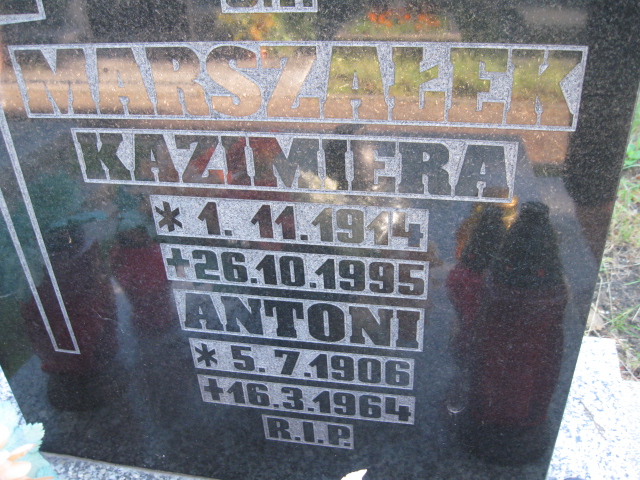 MARSZAŁEK
KAZIMIERA
* 1. 11.1914
+26.10.1995
ANTONI
* 5.7.1906
+16.3.1964
R.I.P.